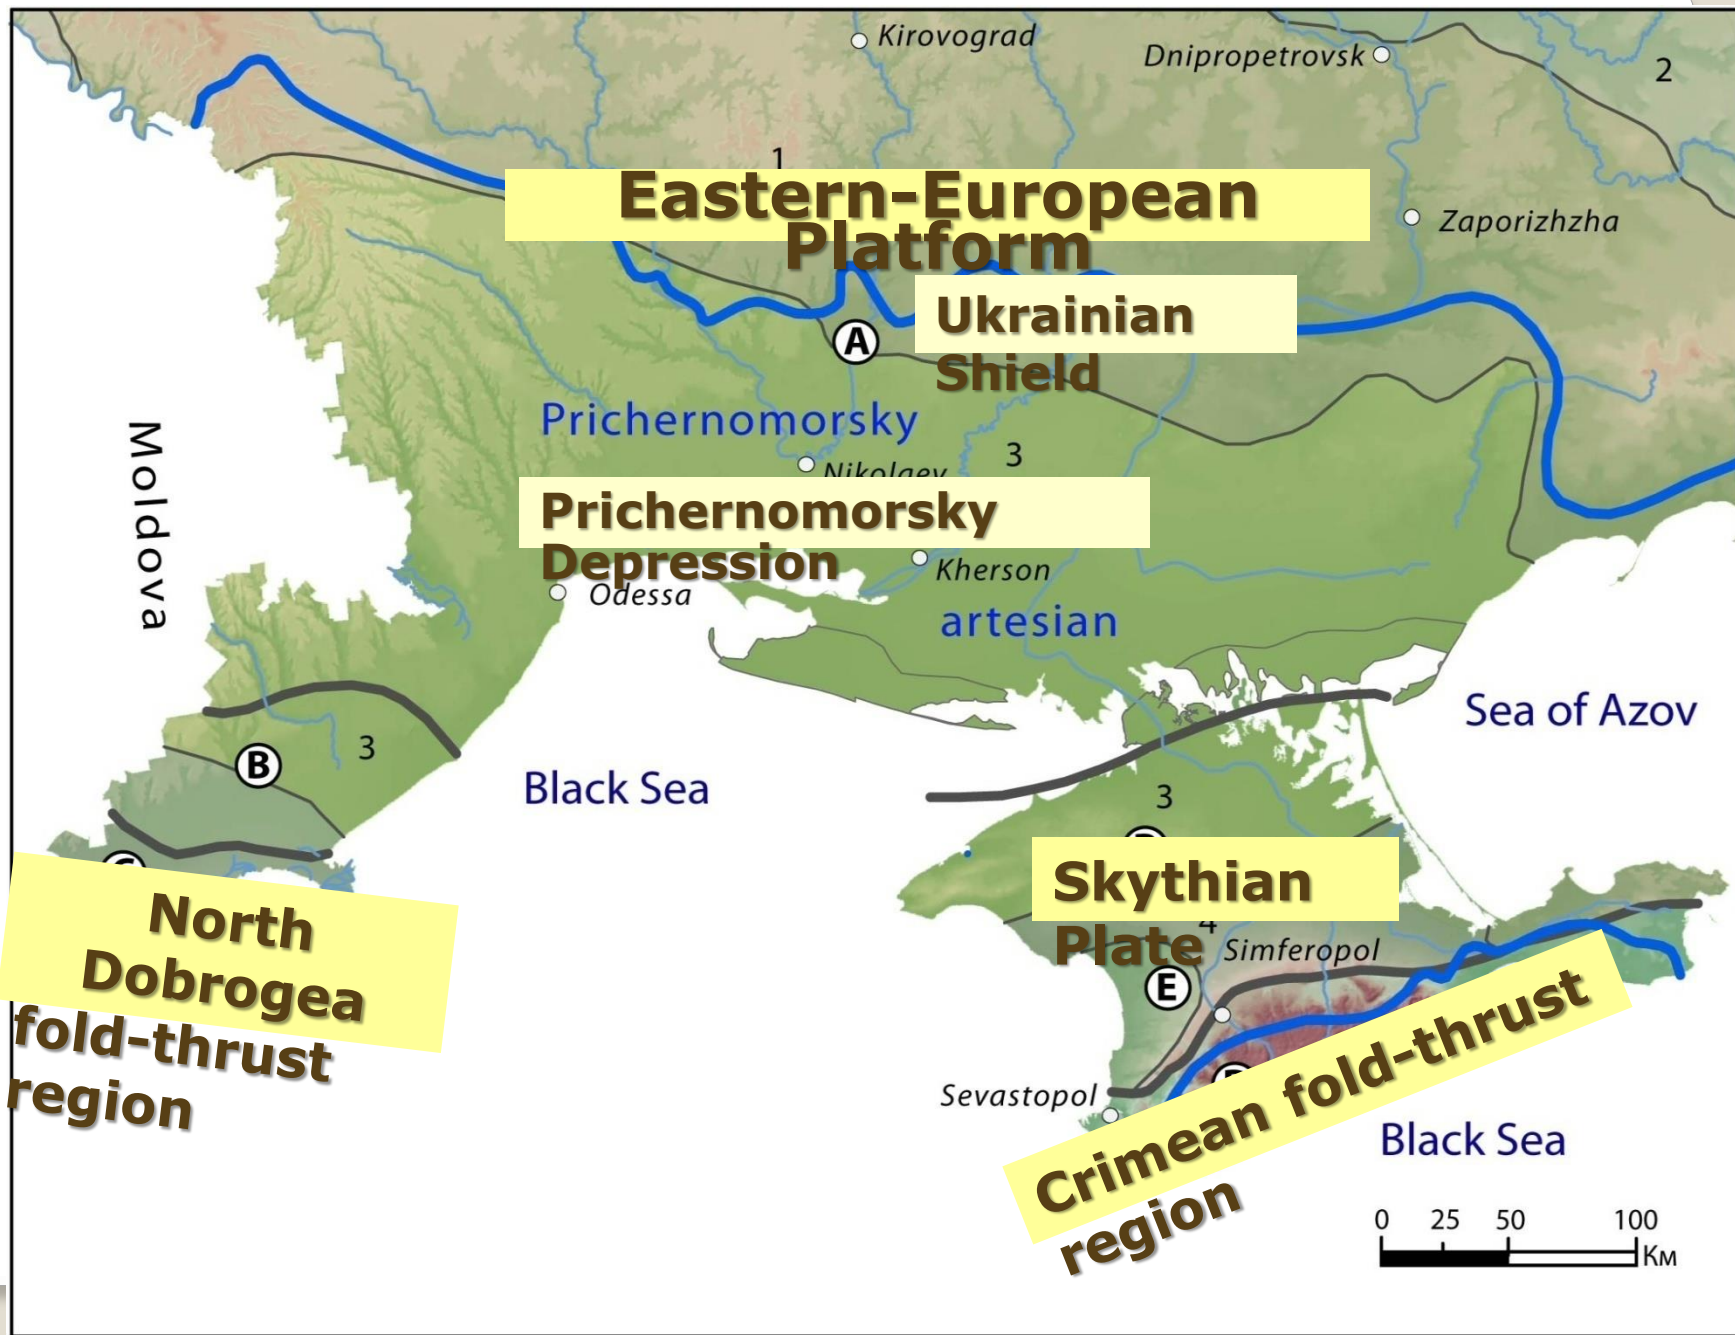 Kirovograd
Dnipropetrovsk
2
1
Eastern-European
Platform
Zaporizhzha
Ukrainian
Shield
A
Prichernomorsky
3
Nikolaev
Prichernomorsky
Depression
Moldova
Kherson
Odessa
artesian
Sea of Azov
B
3
Black Sea
3
Skythian
Plate
4
Simferopol
North
Dobrogea
fold-thrust
region
E
Sevastopol
Crimean fold-thrust
region
Black Sea
0 25 50 100
Км